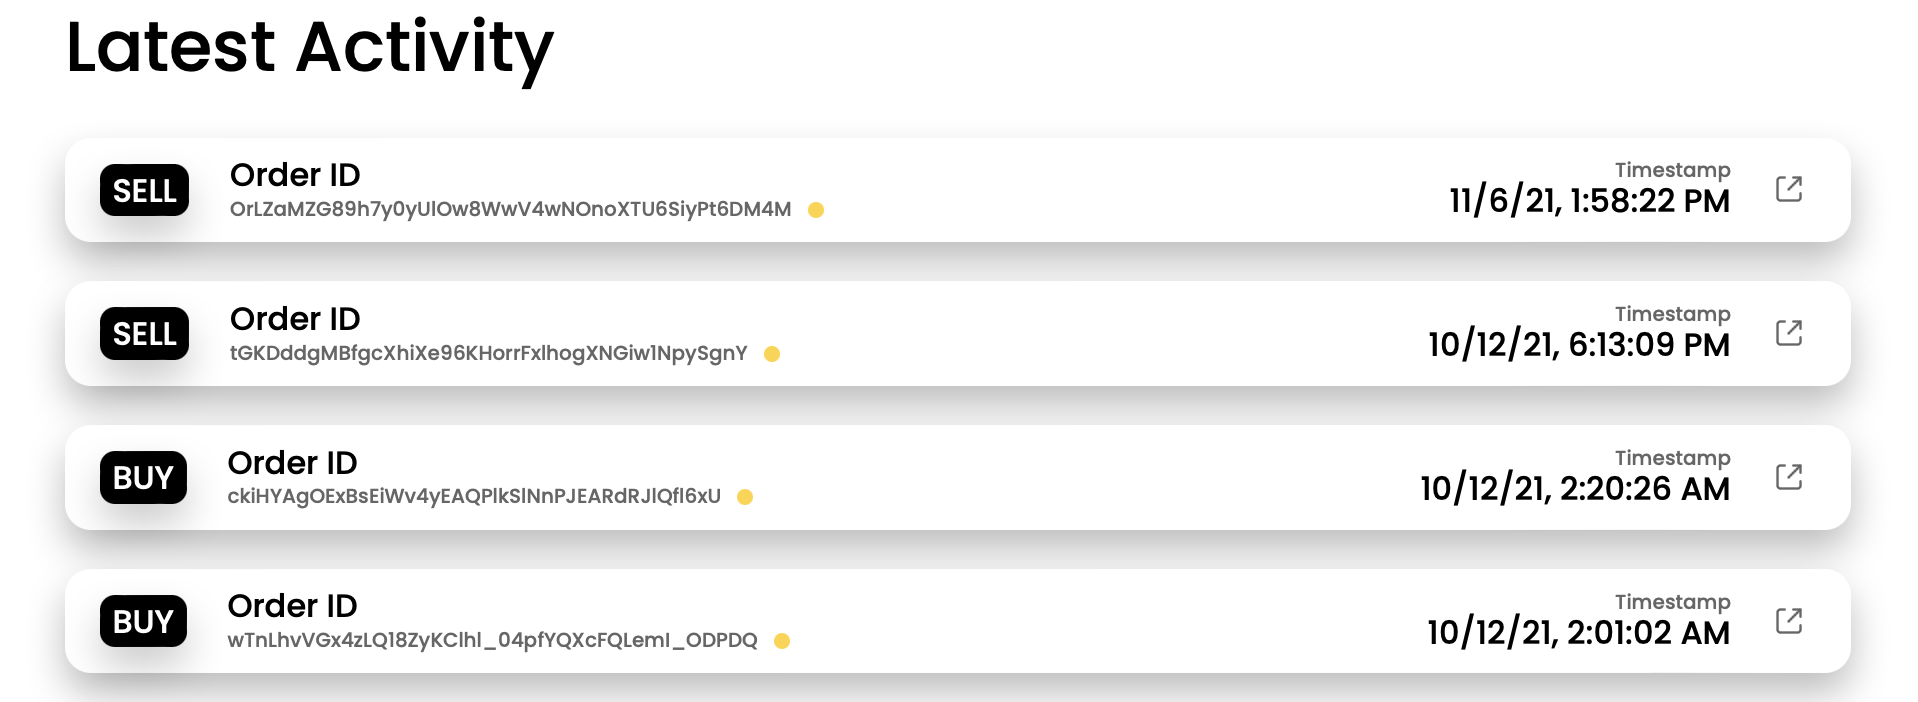 Latest Activity
SELL
Order ID
OrLZaMZG89h7y0yUlOw8WwV4wNOnoXTU6SiyPt6DM4M
Timestamp
11/6/21, 1:58:22 PM
SELL
Order ID
tGKDddgMBfgcXhiXe96KHorrFxlhogXNGiw1NpySgnY
Timestamp
10/12/21, 6:13:09 PM
BUY
Order ID
ckiHYAgOExBsEiWv4yEAQPlkSlNnPJEARdRJlQfl6xU
Timestamp
10/12/21, 2:20:26 AM
BUY
Order ID
wTnLhvVGx4zLQ18ZyKClhl_04pfYQXcFQLemI_ODPDQ
Timestamp
10/12/21, 2:01:02 AM